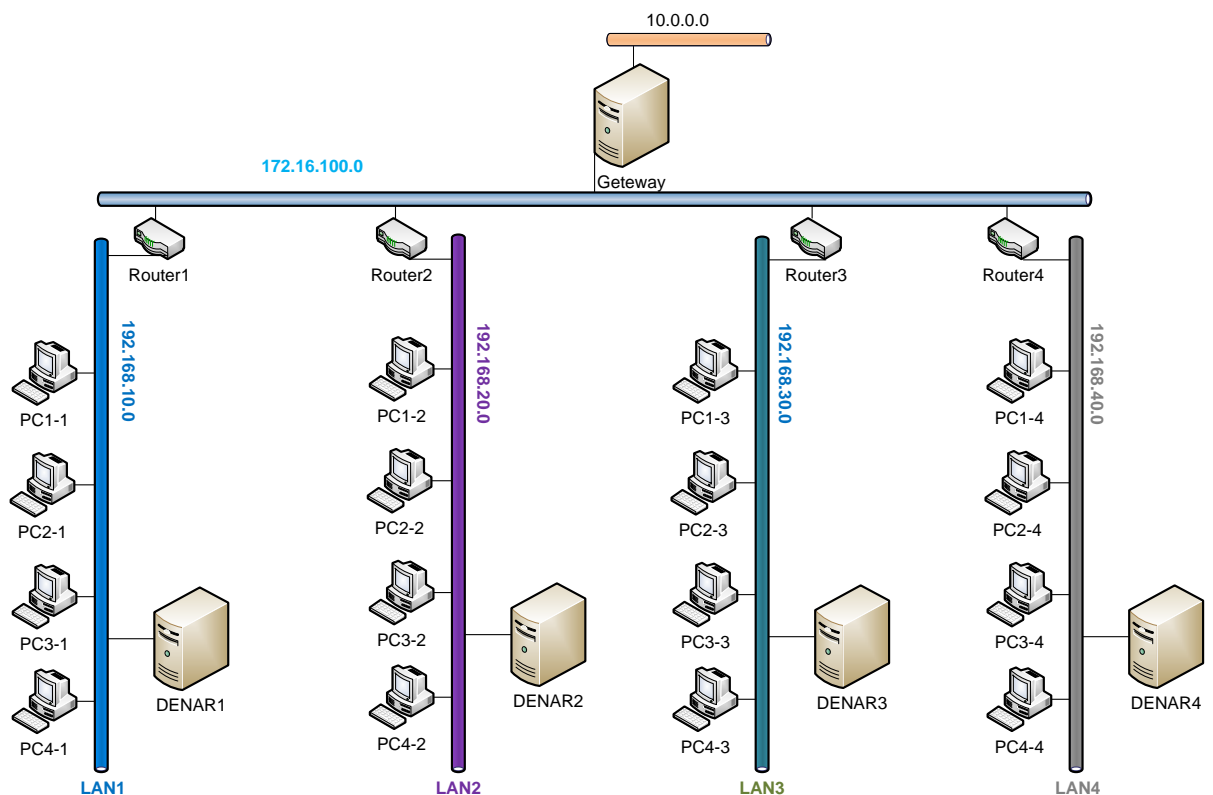 10.0.0.0
Geteway
172.16.100.0
Router1
Router2
Router3
Router4
192.168.10.0
192.168.20.0
192.168.30.0
192.168.40.0
PC1-1
PC1-2
PC1-3
PC1-4
PC2-1
PC2-2
PC2-3
PC2-4
PC3-1
PC3-2
PC3-3
PC3-4
DENAR1
DENAR2
DENAR3
DENAR4
PC4-1
PC4-2
PC4-3
PC4-4
LAN1
LAN2
LAN3
LAN4